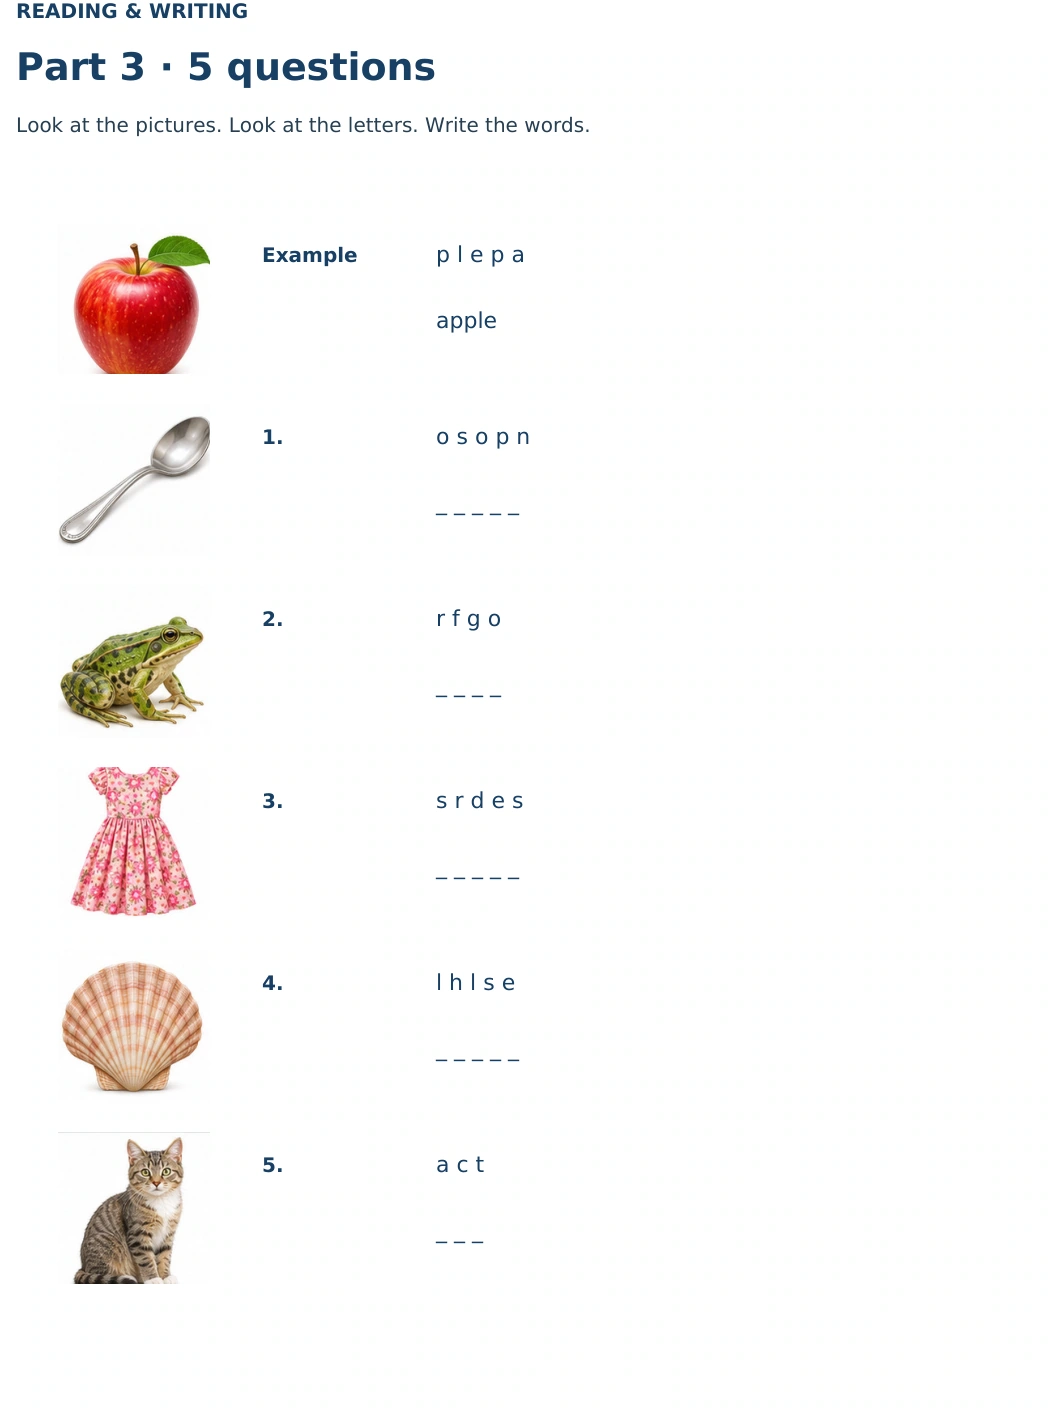 READING & WRITING
Part 3 · 5 questions
Look at the pictures. Look at the letters. Write the words.
Example p l e p a
apple
1. o s o p n
_ _ _ _ _
2. r f g o
_ _ _ _
3. s r d e s
_ _ _ _ _
4. l h l s e
_ _ _ _ _
5. a c t
_ _ _